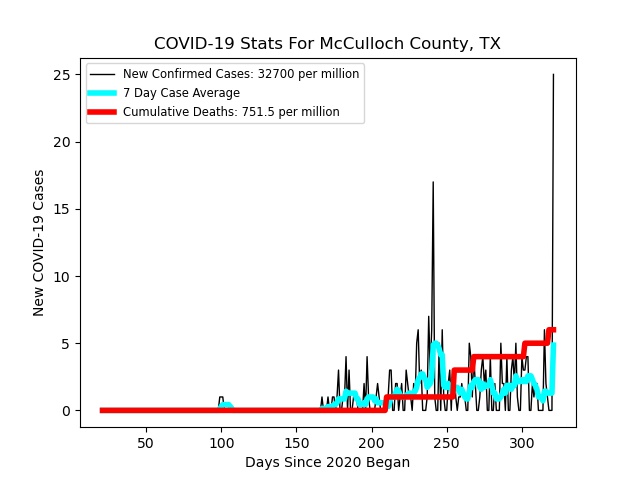 COVID-19 Stats For McCulloch County, TX
New Confirmed Cases: 32700 per million
7 Day Case Average
Cumulative Deaths: 751.5 per million
New COVID-19 Cases
25
20
15
10
5
0
50 100 150 200 250 300
Days Since 2020 Began